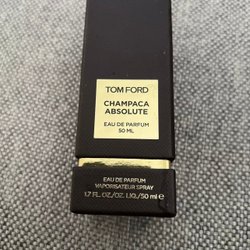 TOM FORD
CHAMPACA
ABSOLUTE
EAU DE PARFUM
50 ML
EAU DE PARFUM
VAPORISATEUR SPRAY
1.7 FL.OZ./OZ. LIQ./50 ml e